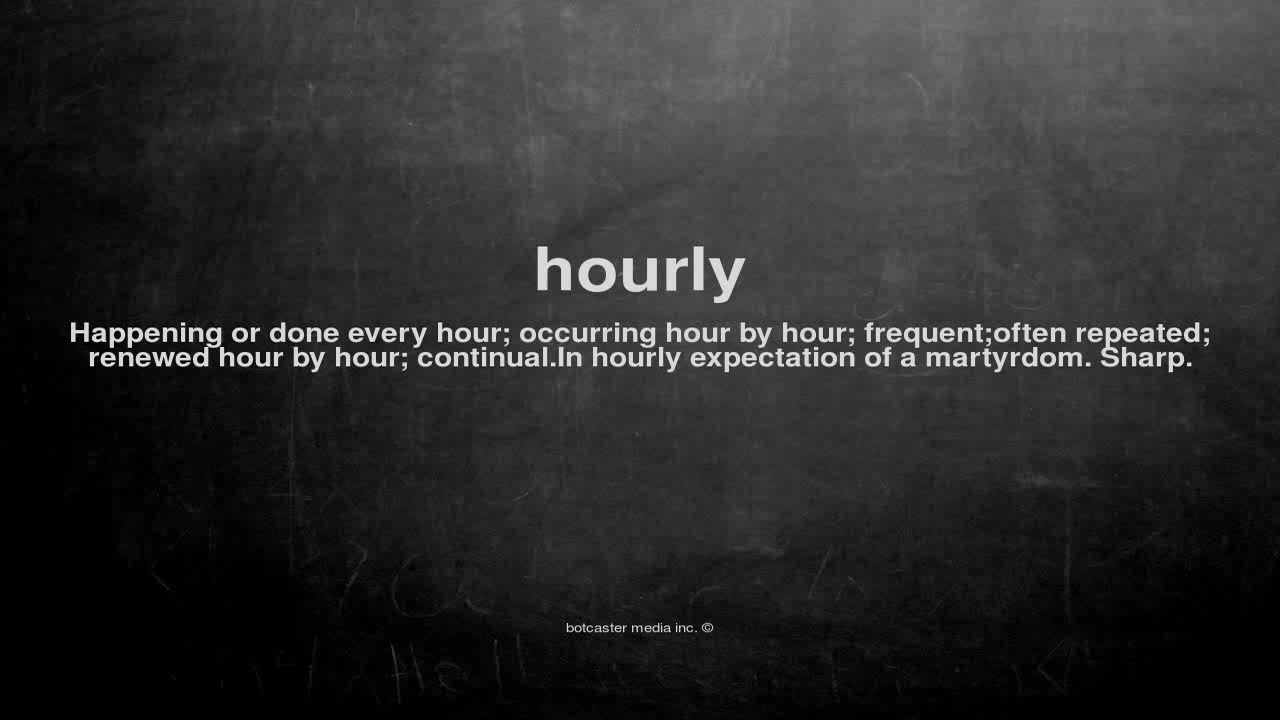 hourly
Happening or done every hour; occurring hour by hour; frequent;often repeated;
renewed hour by hour; continual.In hourly expectation of a martyrdom. Sharp.
botcaster media inc. ©